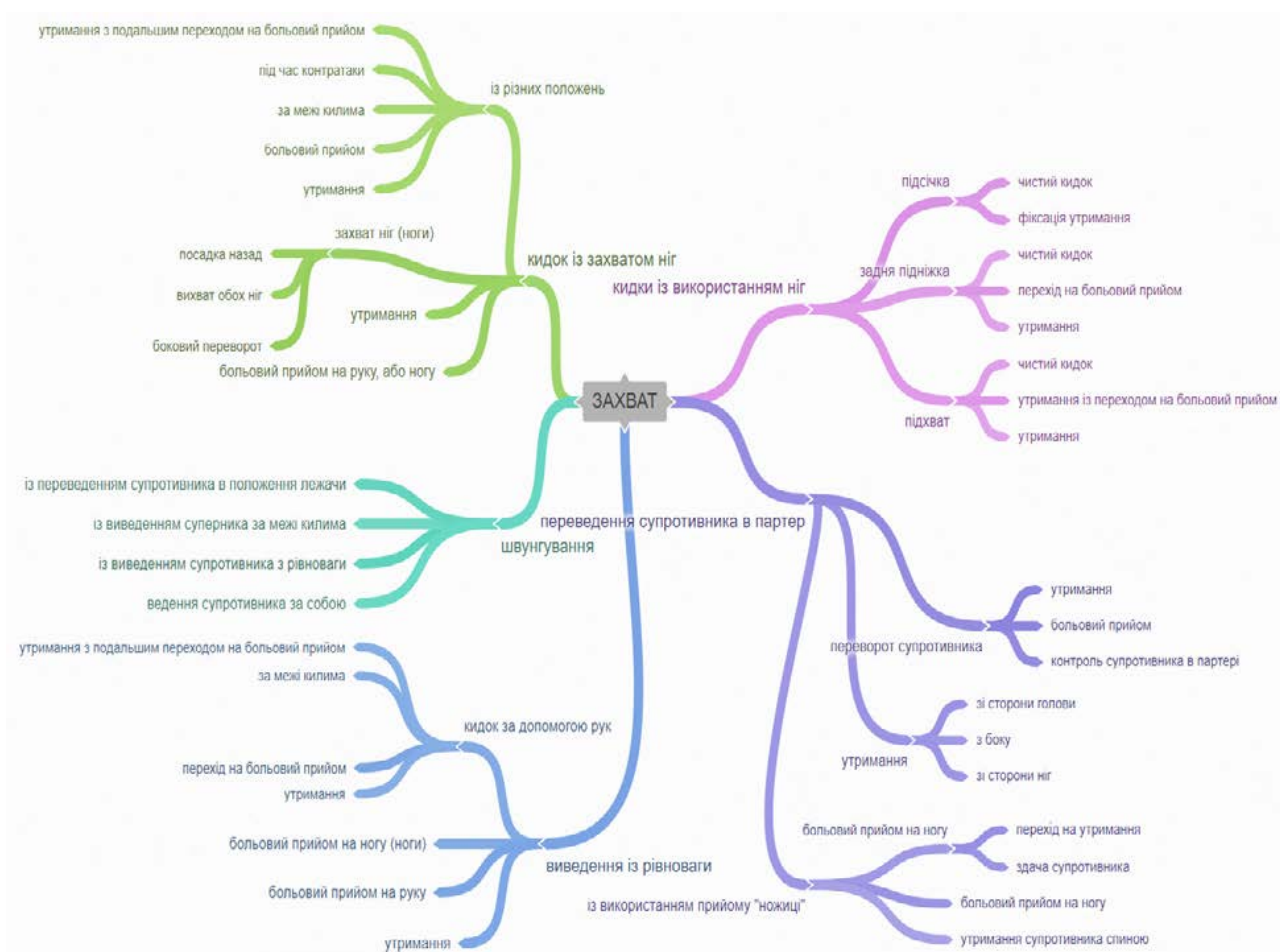 утримання з подальшим переходом на больовий прийом
під час контратаки
із різних положень
за межі килима
больовий прийом
утримання
захват ніг (ноги)
посадка назад
вихват обох ніг
боковий переворот
кидок із захватом ніг
утримання
больовий прийом на руку, або ногу
підсічка
чистий кидок
фіксація утримання
кидки із використанням ніг
задня підніжка
чистий кидок
перехід на больовий прийом
утримання
чистий кидок
утримання із переходом на больовий прийом
підхват
утримання
ЗАХВАТ
із переведенням супротивника в положення лежачи
із виведенням суперника за межі килима
швунгування
із виведенням супротивника з рівноваги
ведення супротивника за собою
переведення супротивника в партер
утримання
больовий прийом
переворот супротивника
контроль супротивника в партері
зі сторони голови
з боку
утримання
зі сторони ніг
больовий прийом на ногу
перехід на утримання
здача супротивника
із використанням прийому "ножиці"
больовий прийом на ногу
утримання супротивника спиною
утримання з подальшим переходом на больовий прийом
за межі килима
кидок за допомогою рук
перехід на больовий прийом
утримання
больовий прийом на ногу (ноги)
виведення із рівноваги
больовий прийом на руку
утримання